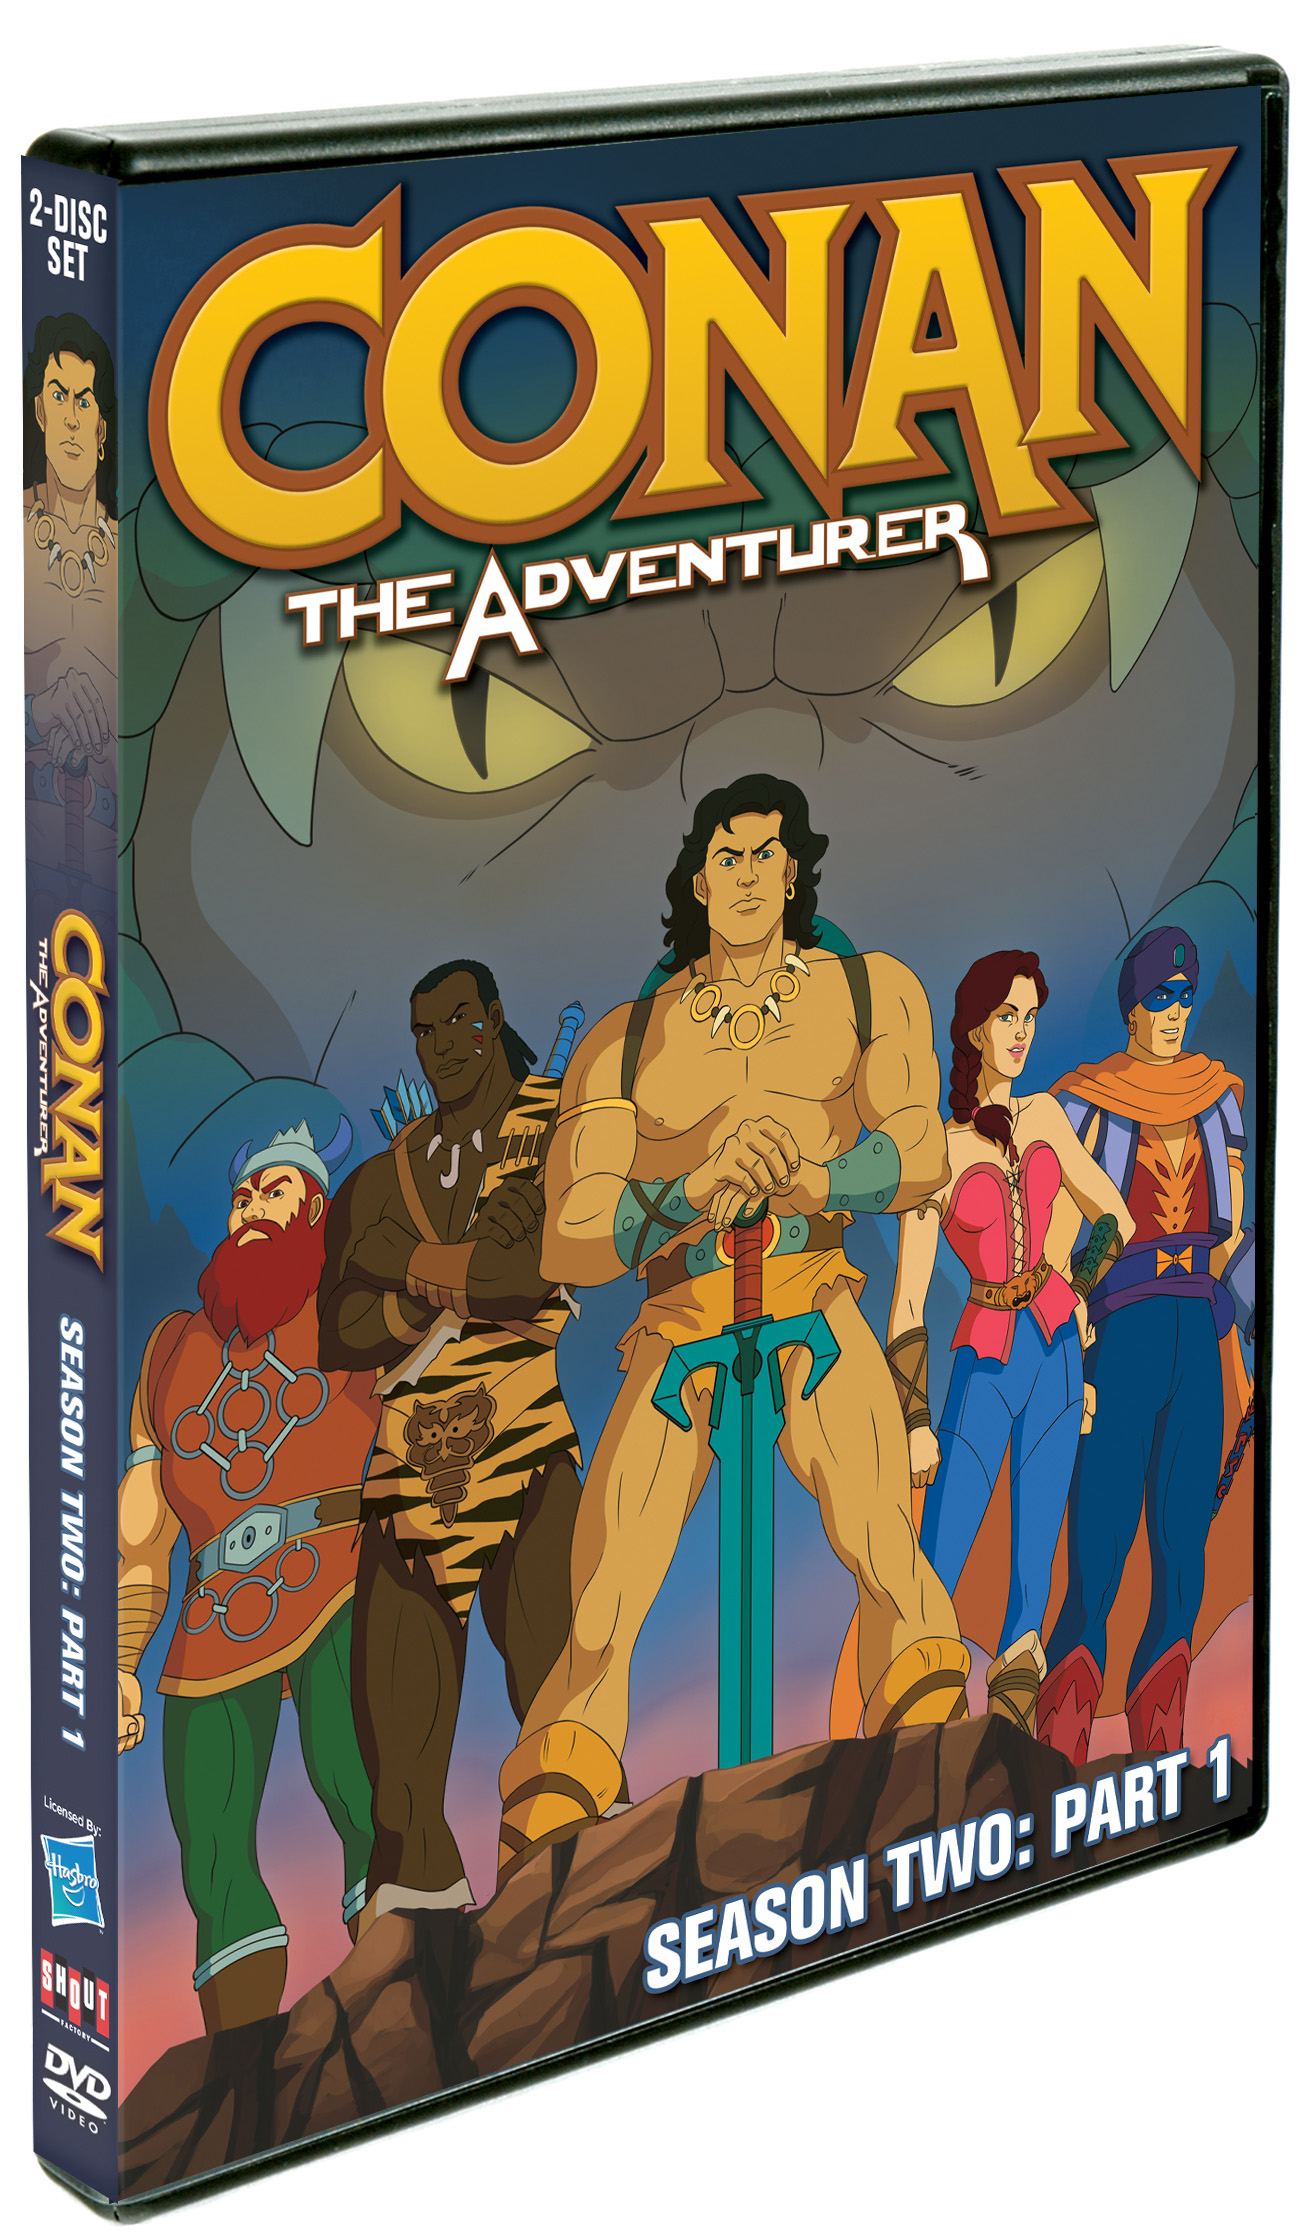 2-DISC
SET
CONAN
THE ADVENTURER
SEASON TWO: PART 1
Licensed By:
Hasbro
SHOUT
FACTORY
DVD
VIDEO
CONAN
THE ADVENTURER
SEASON TWO: PART 1